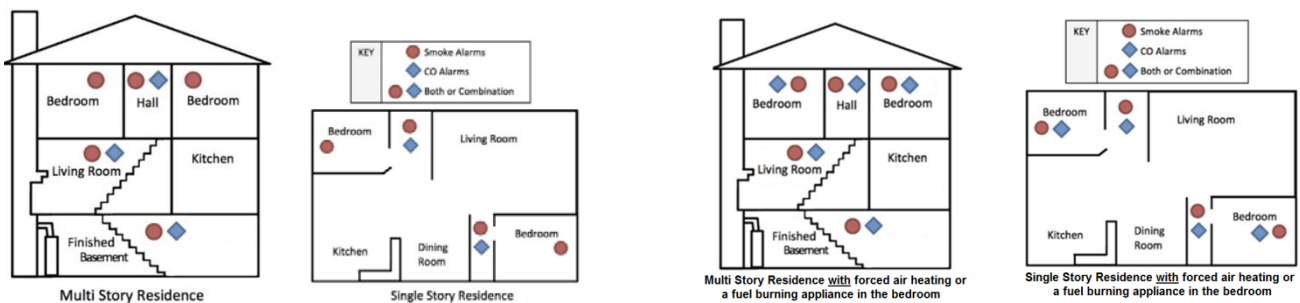 Bedroom
Hall
Bedroom
Living Room
Kitchen
Finished
Basement
Multi Story Residence
KEY
Smoke Alarms
CO Alarms
Both or Combination
Bedroom
Living Room
Kitchen
Dining
Room
Bedroom
Single Story Residence
Bedroom
Hall
Bedroom
Living Room
Kitchen
Finished
Basement
Multi Story Residence with forced air heating or
a fuel burning appliance in the bedroom
KEY
Smoke Alarms
CO Alarms
Both or Combination
Bedroom
Living Room
Kitchen
Dining
Room
Bedroom
Single Story Residence with forced air heating or
a fuel burning appliance in the bedroom